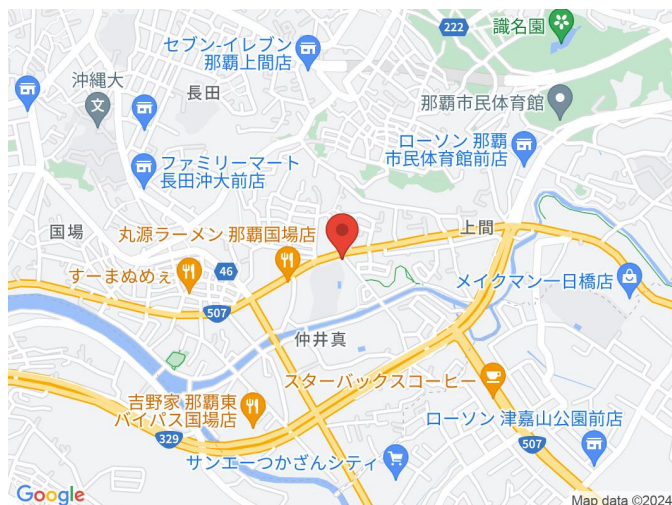 222
識名園
セブン-イレブン
那覇上間店
沖縄大
長田
那覇市民体育館
ローソン 那覇
市民体育館前店
ファミリーマート
長田沖大前店
国場
丸源ラーメン 那覇国場店
上間
すーまぬめぇ
46
メイクマン一日橋店
507
仲井真
スターバックスコーヒー
吉野家 那覇東
バイパス国場店
ローソン 津嘉山公園前店
329
507
サンエーつかざんシティ
Google
Map data ©2024